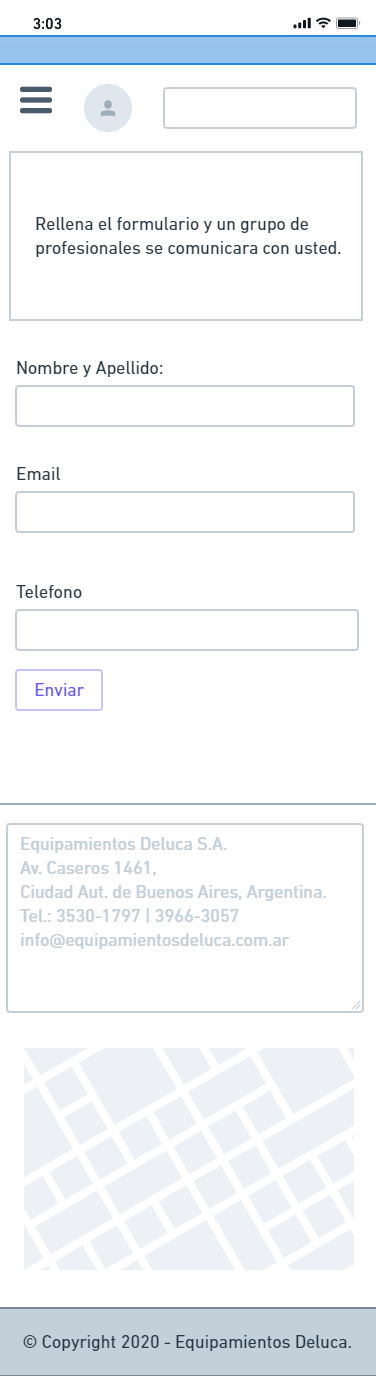 3:03
Rellena el formulario y un grupo de
profesionales se comunicara con usted.
Nombre y Apellido:
Email
Telefono
Enviar
Equipamientos Deluca S.A.
Av. Caseros 1461,
Ciudad Aut. de Buenos Aires, Argentina.
Tel.: 3530-1797 | 3966-3057
info@equipamientosdeluca.com.ar
© Copyright 2020 - Equipamientos Deluca.